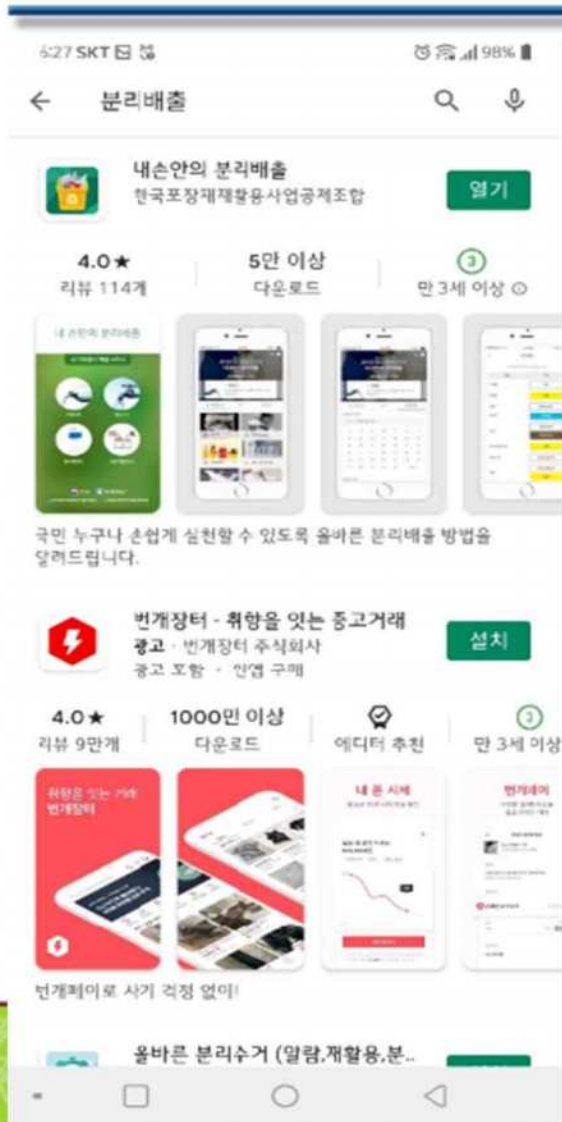 6:27 SKT
98%
분리배출
내손안의 분리배출
한국포장재재활용사업공제조합
열기
4.0★
리뷰 114개
5만 이상
다운로드
3
만 3세 이상
내 손안의 분리배출
국민 누구나 손쉽게 실천할 수 있도록 올바른 분리배출 방법을
알려드립니다.
번개장터 - 취향을 잇는 중고거래
광고 · 번개장터 주식회사
광고 포함 · 인앱 구매
설치
4.0★
리뷰 9만개
1000만 이상
다운로드
에디터 추천
3
만 3세 이상
취향을 잇는 거래
번개장터
내 폰 시세
번개페이
번개페이로 사기 걱정 없이!
올바른 분리수거 (알람,재활용,분..